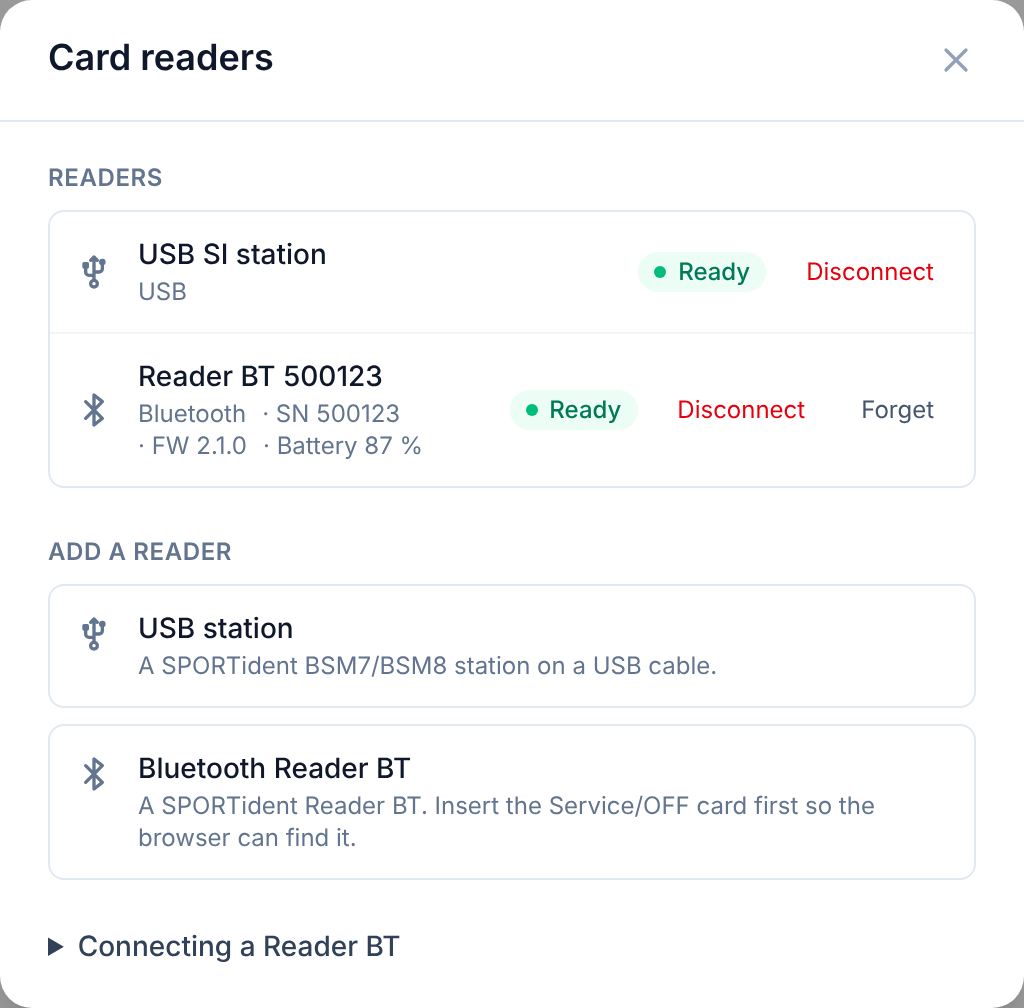 Card readers
READERS
USB SI station
USB
Ready
Disconnect
Reader BT 500123
Bluetooth · SN 500123
· FW 2.1.0 · Battery 87 %
Ready
Disconnect
Forget
ADD A READER
USB station
A SPORTident BSM7/BSM8 station on a USB cable.
Bluetooth Reader BT
A SPORTident Reader BT. Insert the Service/OFF card first so the
browser can find it.
Connecting a Reader BT